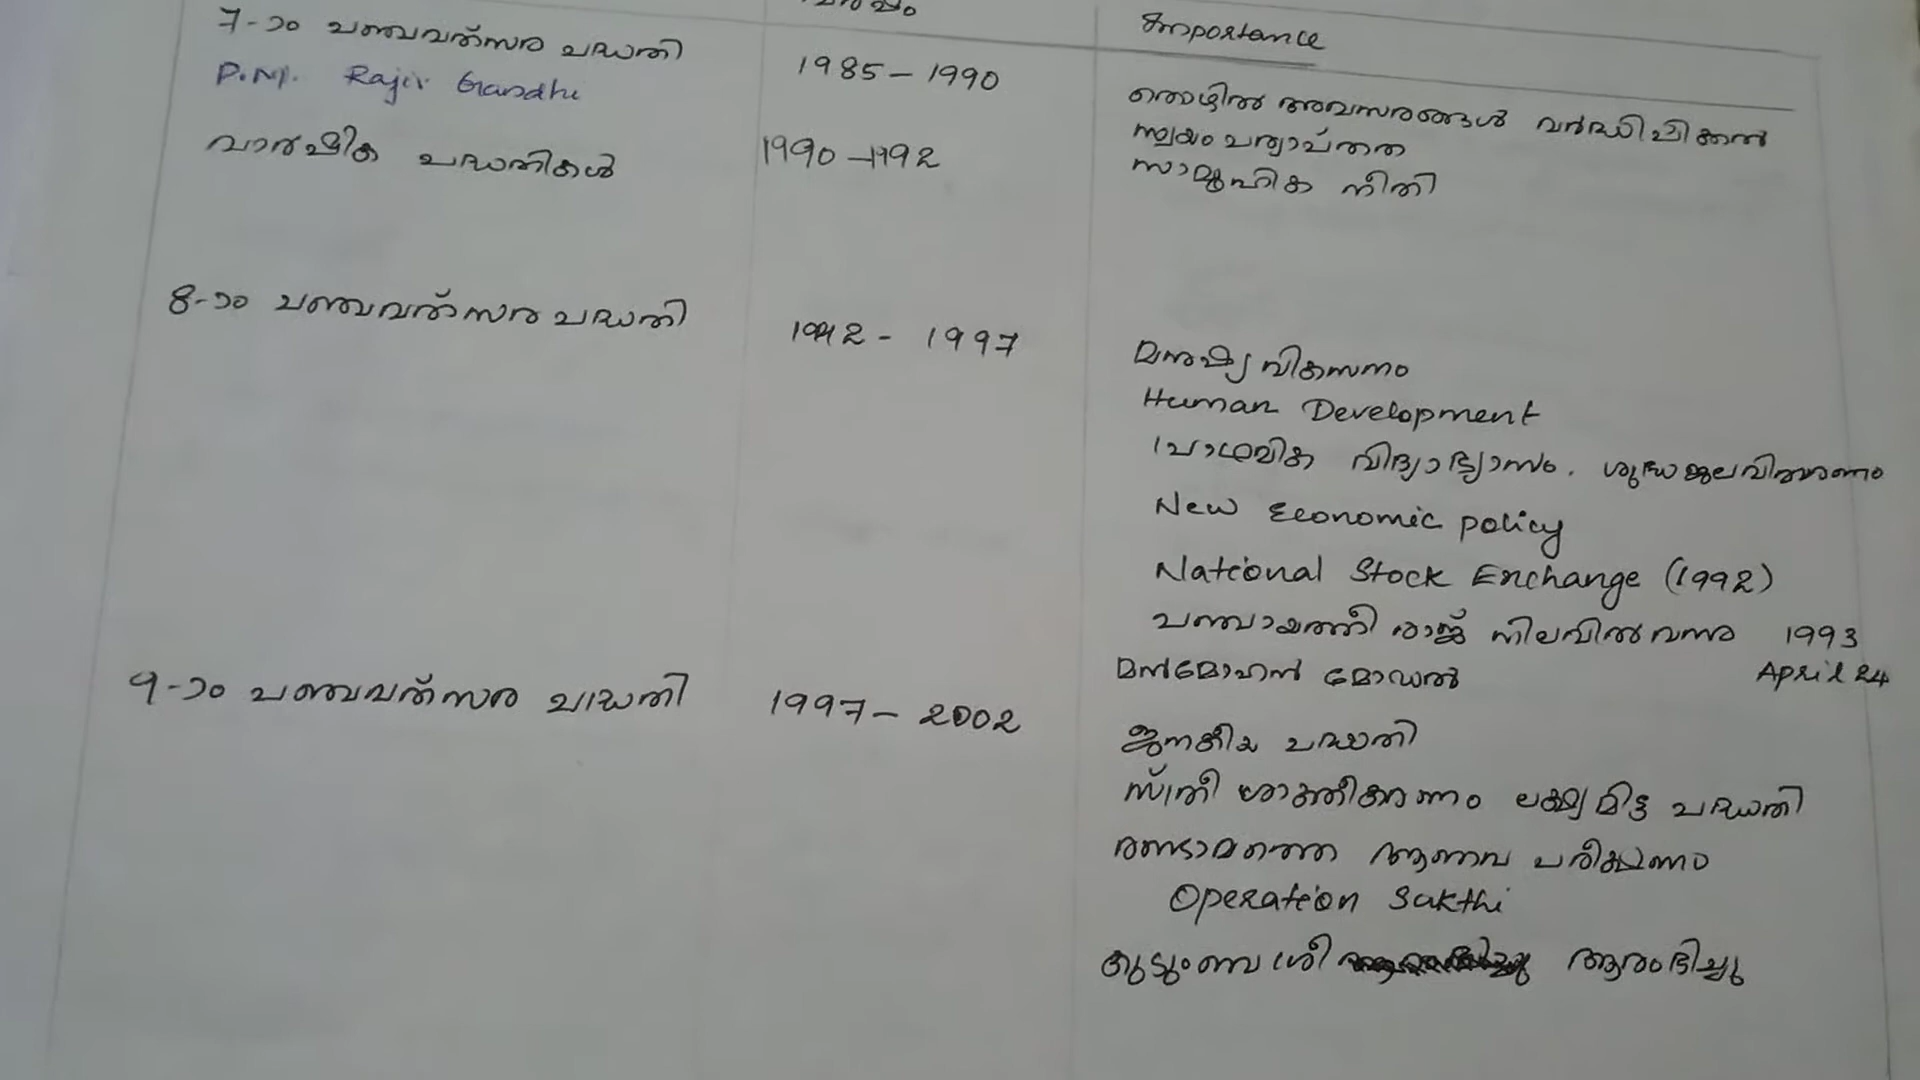 വർഷം
Importance
7-ാം പഞ്ചവത്സര പദ്ധതി
1985 - 1990
P.M. Rajiv Gandhi
തൊഴിൽ അവസരങ്ങൾ വർദ്ധിപ്പിക്കൽ
വാർഷിക പദ്ധതികൾ
1990 - 1992
സ്വയം പര്യാപ്തത
സാമൂഹിക നീതി
8-ാം പഞ്ചവത്സര പദ്ധതി
1992 - 1997
മനുഷ്യ വികസനം
Human Development
പ്രാഥമിക വിദ്യാഭ്യാസം. ശുദ്ധജലവിതരണം
New Economic policy
National Stock Exchange (1992)
പഞ്ചായത്തീ രാജ് നിലവിൽ വന്നു 1993
April 24
മൻമോഹൻ മോഡൽ
9-ാം പഞ്ചവത്സര പദ്ധതി
1997 - 2002
ജനകീയ പദ്ധതി
സ്ത്രീ ശാക്തീകരണം ലക്ഷ്യമിട്ട പദ്ധതി
രണ്ടാമത്തെ ആണവ പരീക്ഷണം
Operation Sakthi
കുടുംബശ്രീ ആരംഭിച്ചു